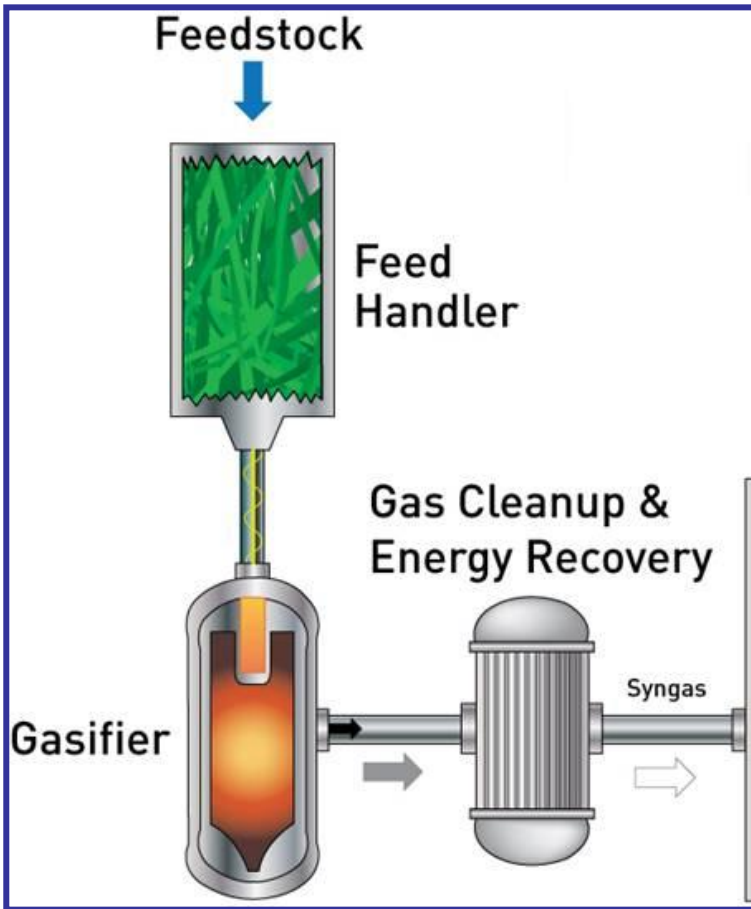 Feedstock
Feed
Handler
Gas Cleanup &
Energy Recovery
Syngas
Gasifier